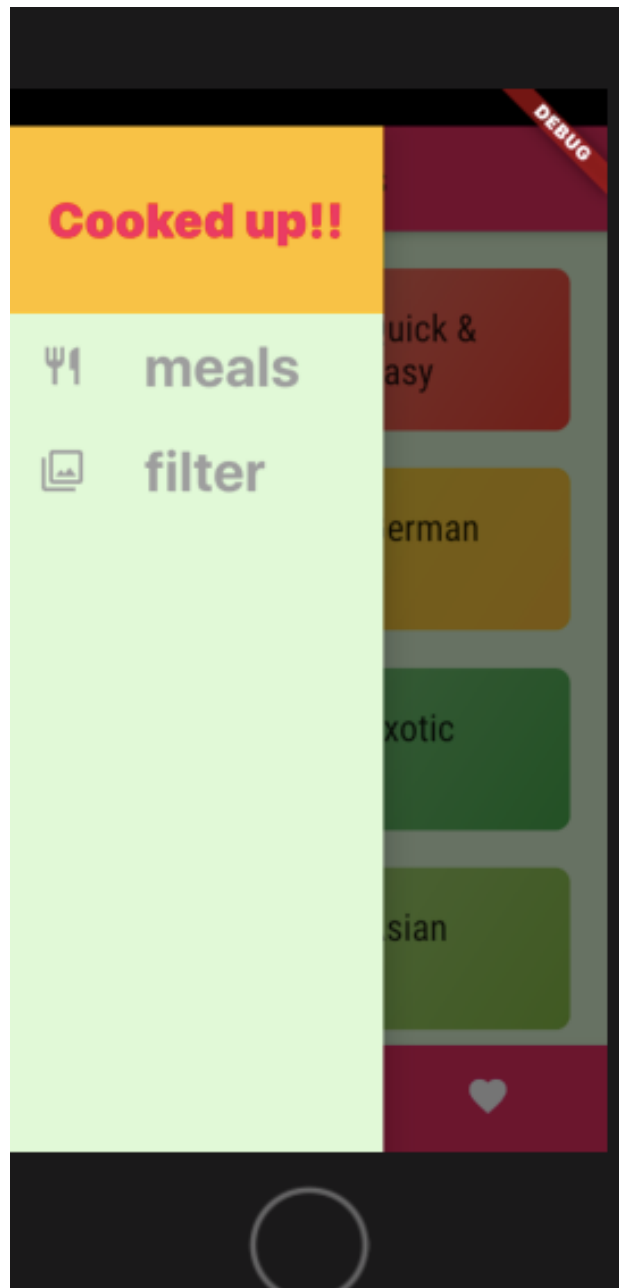 DEBUG
Cooked up!!
meals
filter
uick &
asy
erman
xotic
sian